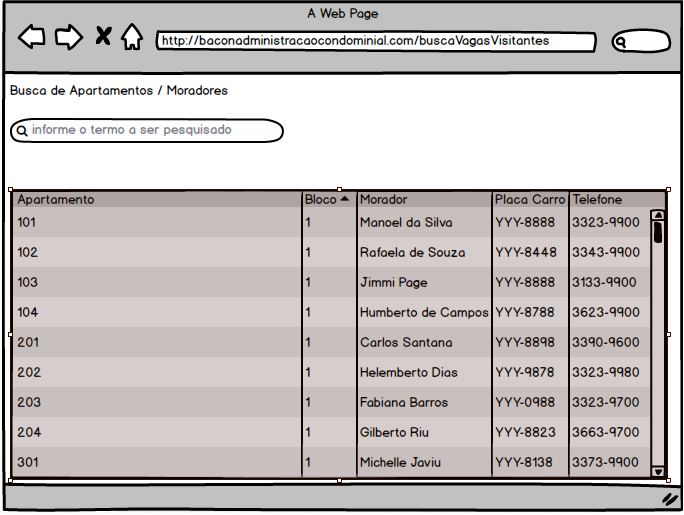 A Web Page
http://baconadministracaocondominial.com/buscaVagasVisitantes
Busca de Apartamentos / Moradores
informe o termo a ser pesquisado
Apartamento Bloco Morador Placa Carro Telefone
101 1 Manoel da Silva YYY-8888 3323-9900
102 1 Rafaela de Souza YYY-8448 3343-9900
103 1 Jimmi Page YYY-8888 3133-9900
104 1 Humberto de Campos YYY-8788 3623-9900
201 1 Carlos Santana YYY-8898 3390-9600
202 1 Helemberto Dias YYY-9878 3323-9980
203 1 Fabiana Barros YYY-0988 3323-9700
204 1 Gilberto Riu YYY-8823 3663-9700
301 1 Michelle Javiu YYY-8138 3373-9900